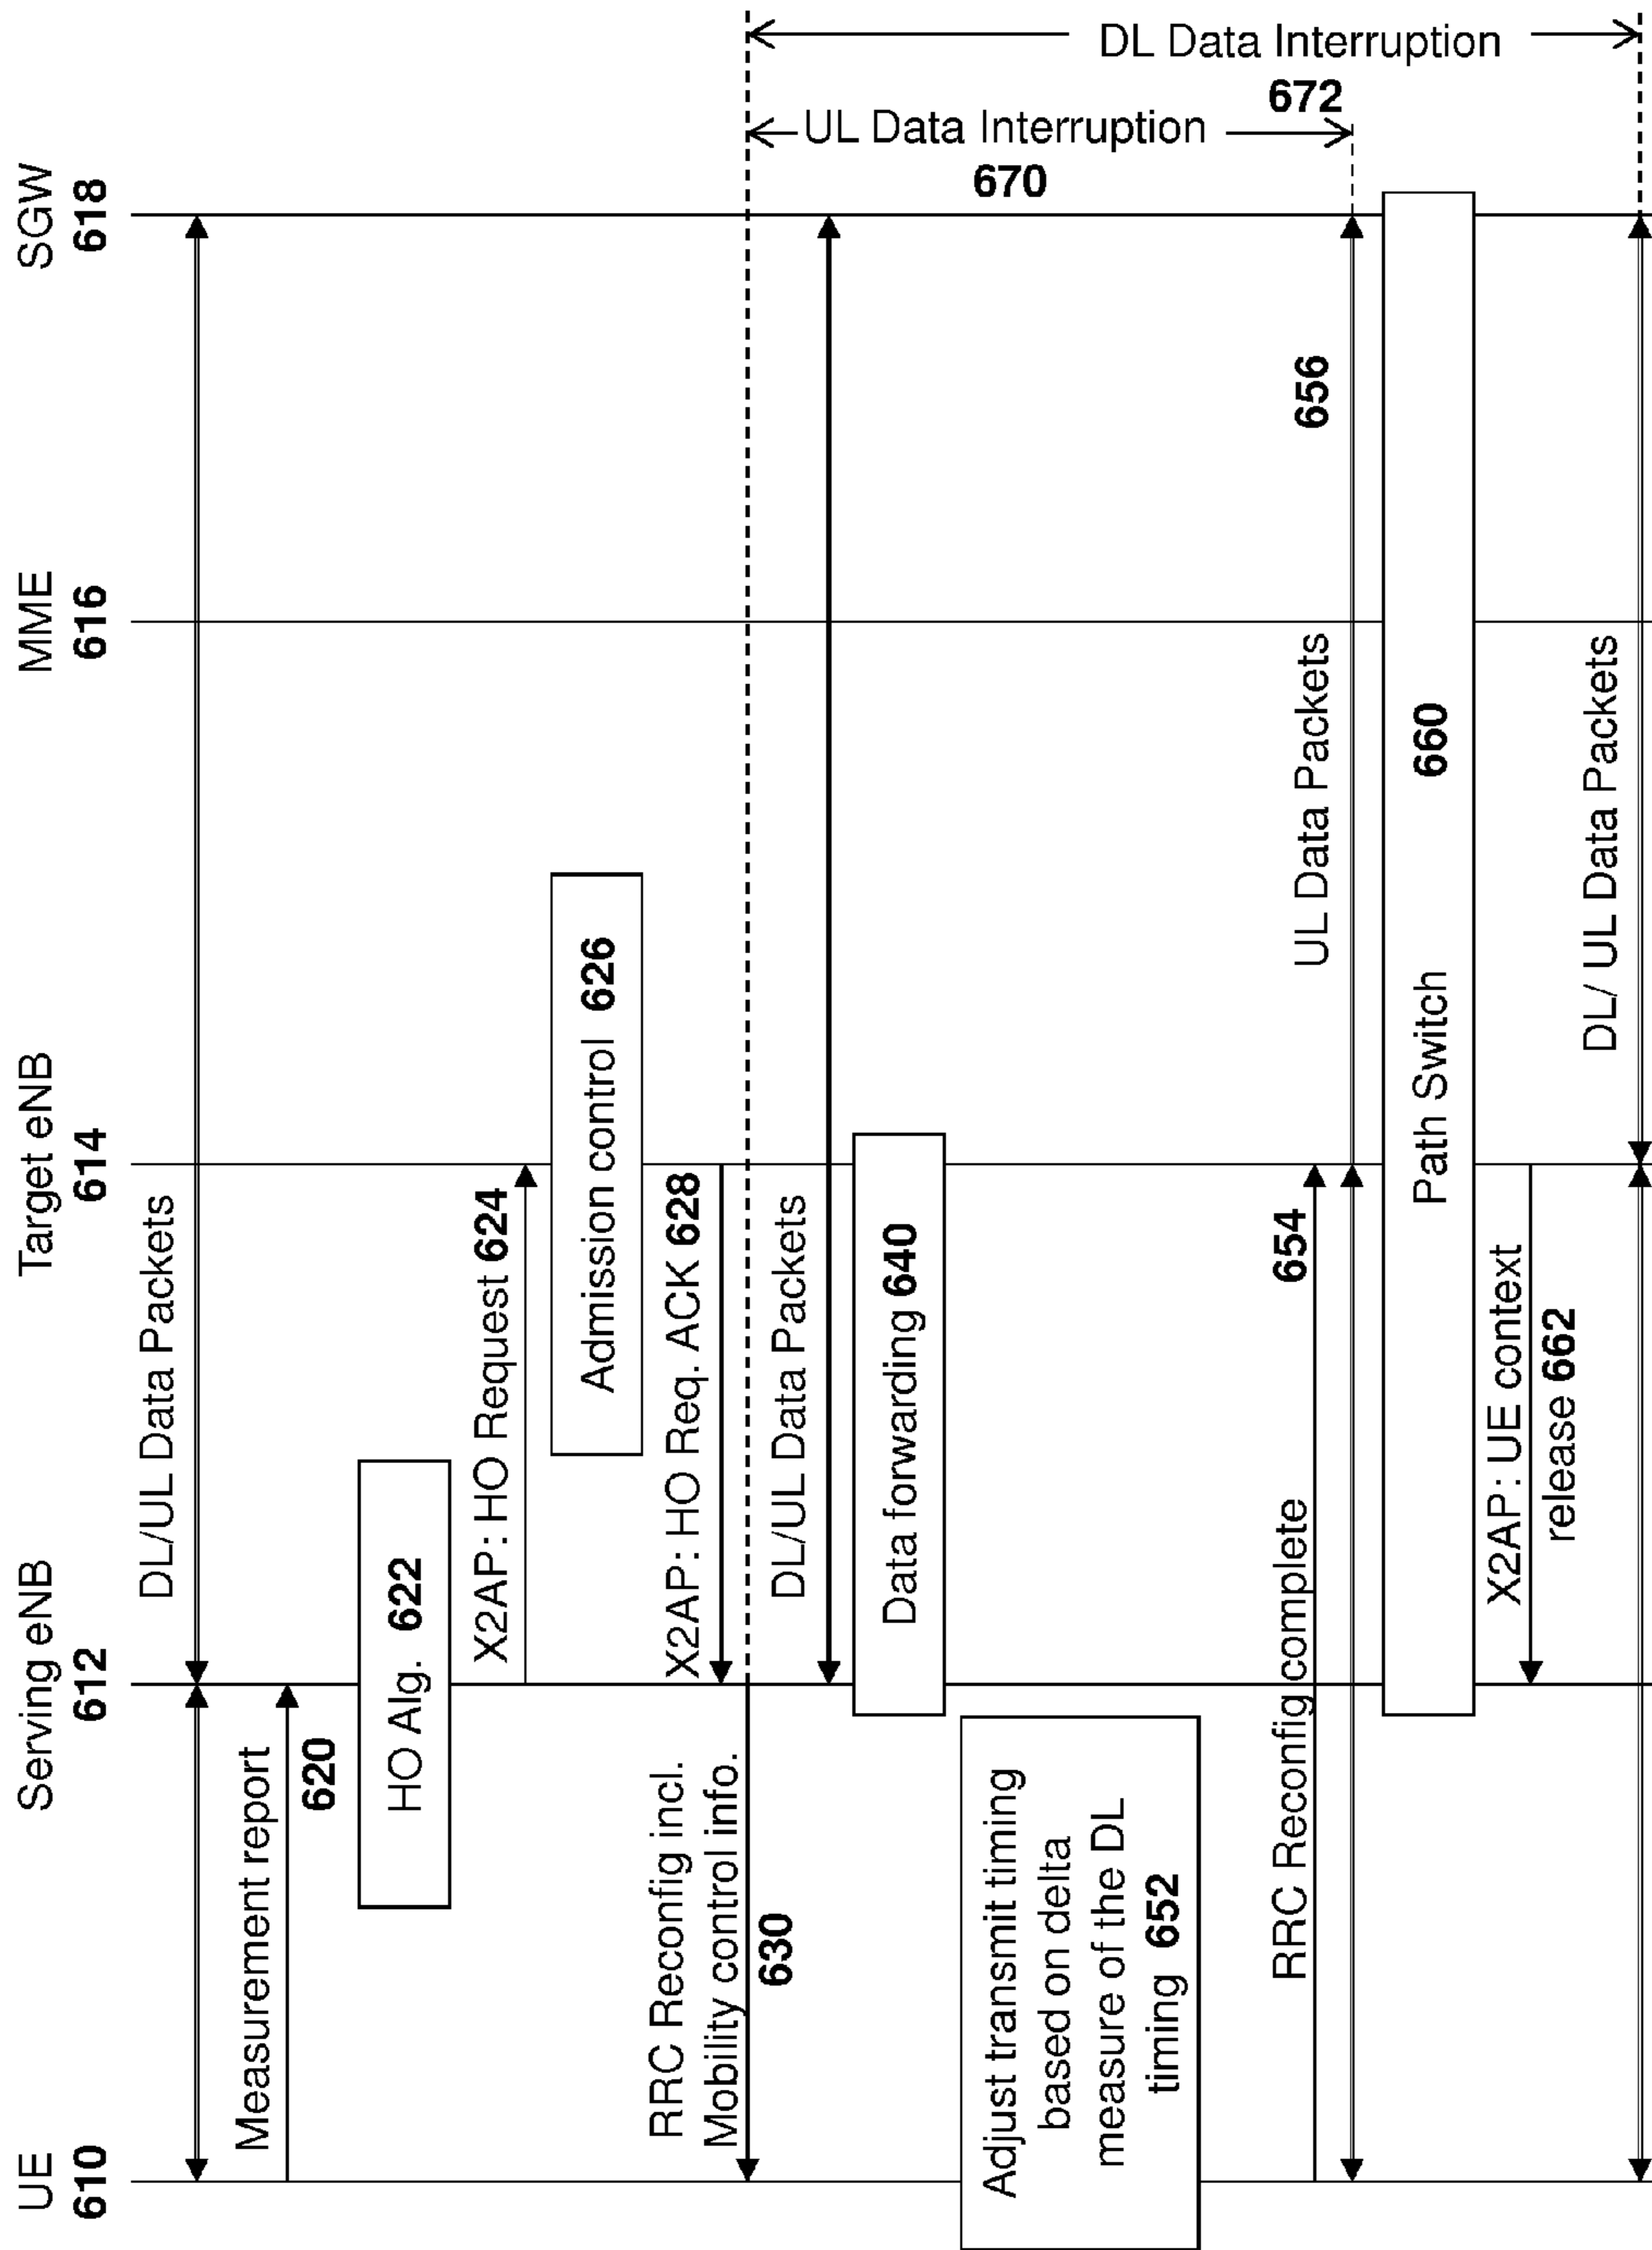 UE
610
Serving eNB
612
Target eNB
614
MME
616
SGW
618
DL/UL Data Packets
Measurement report
620
HO Alg. 622
X2AP: HO Request 624
Admission control 626
X2AP: HO Req. ACK 628
RRC Reconfig incl.
Mobility control info.
630
DL/UL Data Packets
Data forwarding 640
Adjust transmit timing
based on delta
measure of the DL
timing 652
RRC Reconfig complete
654
UL Data Packets
656
Path Switch
660
X2AP: UE context
release 662
DL/ UL Data Packets
UL Data Interruption
670
DL Data Interruption
672